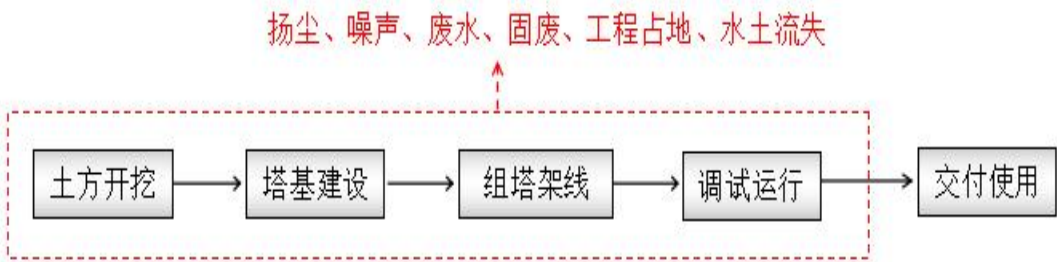 扬尘、噪声、废水、固废、工程占地、水土流失
土方开挖
塔基建设
组塔架线
调试运行
交付使用